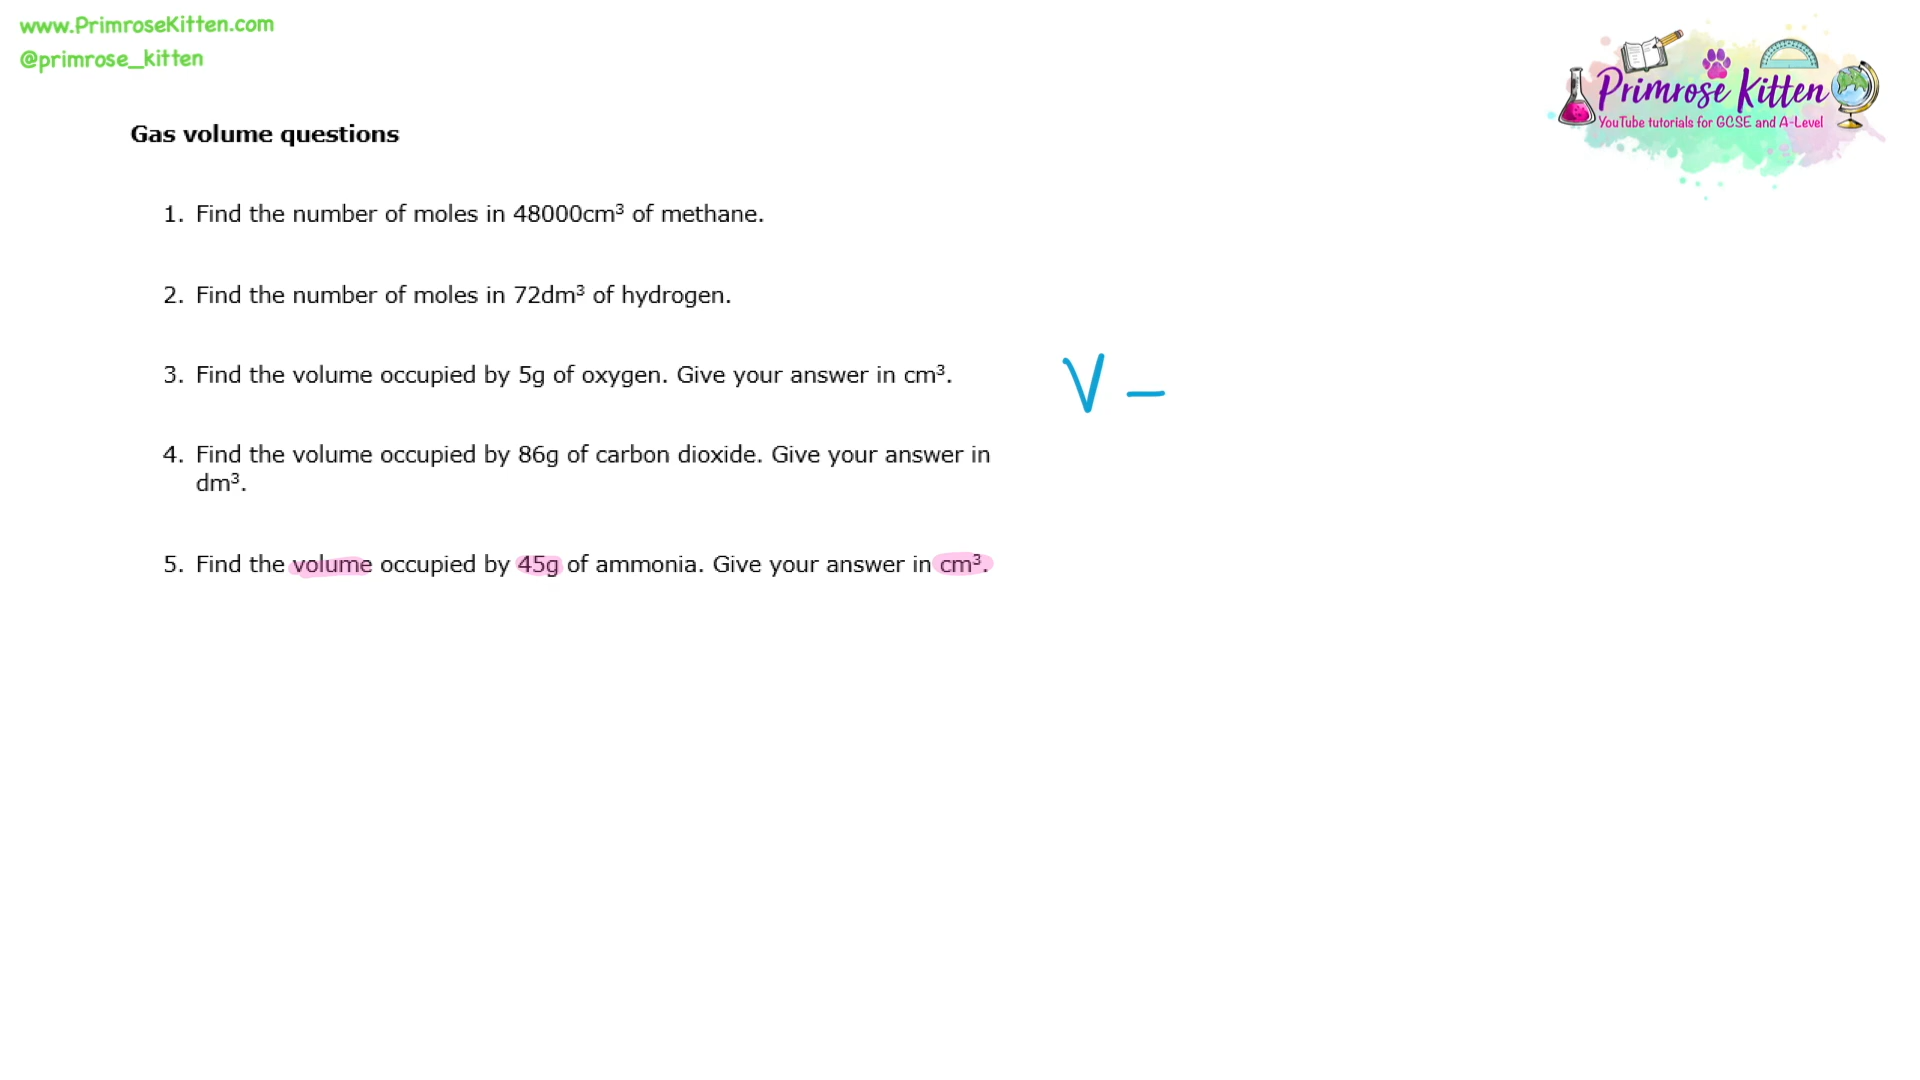 www.PrimroseKitten.com
@primrose_kitten
Primrose Kitten
YouTube tutorials for GCSE and A-Level
Gas volume questions
1. Find the number of moles in 48000cm³ of methane.
2. Find the number of moles in 72dm³ of hydrogen.
3. Find the volume occupied by 5g of oxygen. Give your answer in cm³.
V –
4. Find the volume occupied by 86g of carbon dioxide. Give your answer in
dm³.
5. Find the volume occupied by 45g of ammonia. Give your answer in cm³.